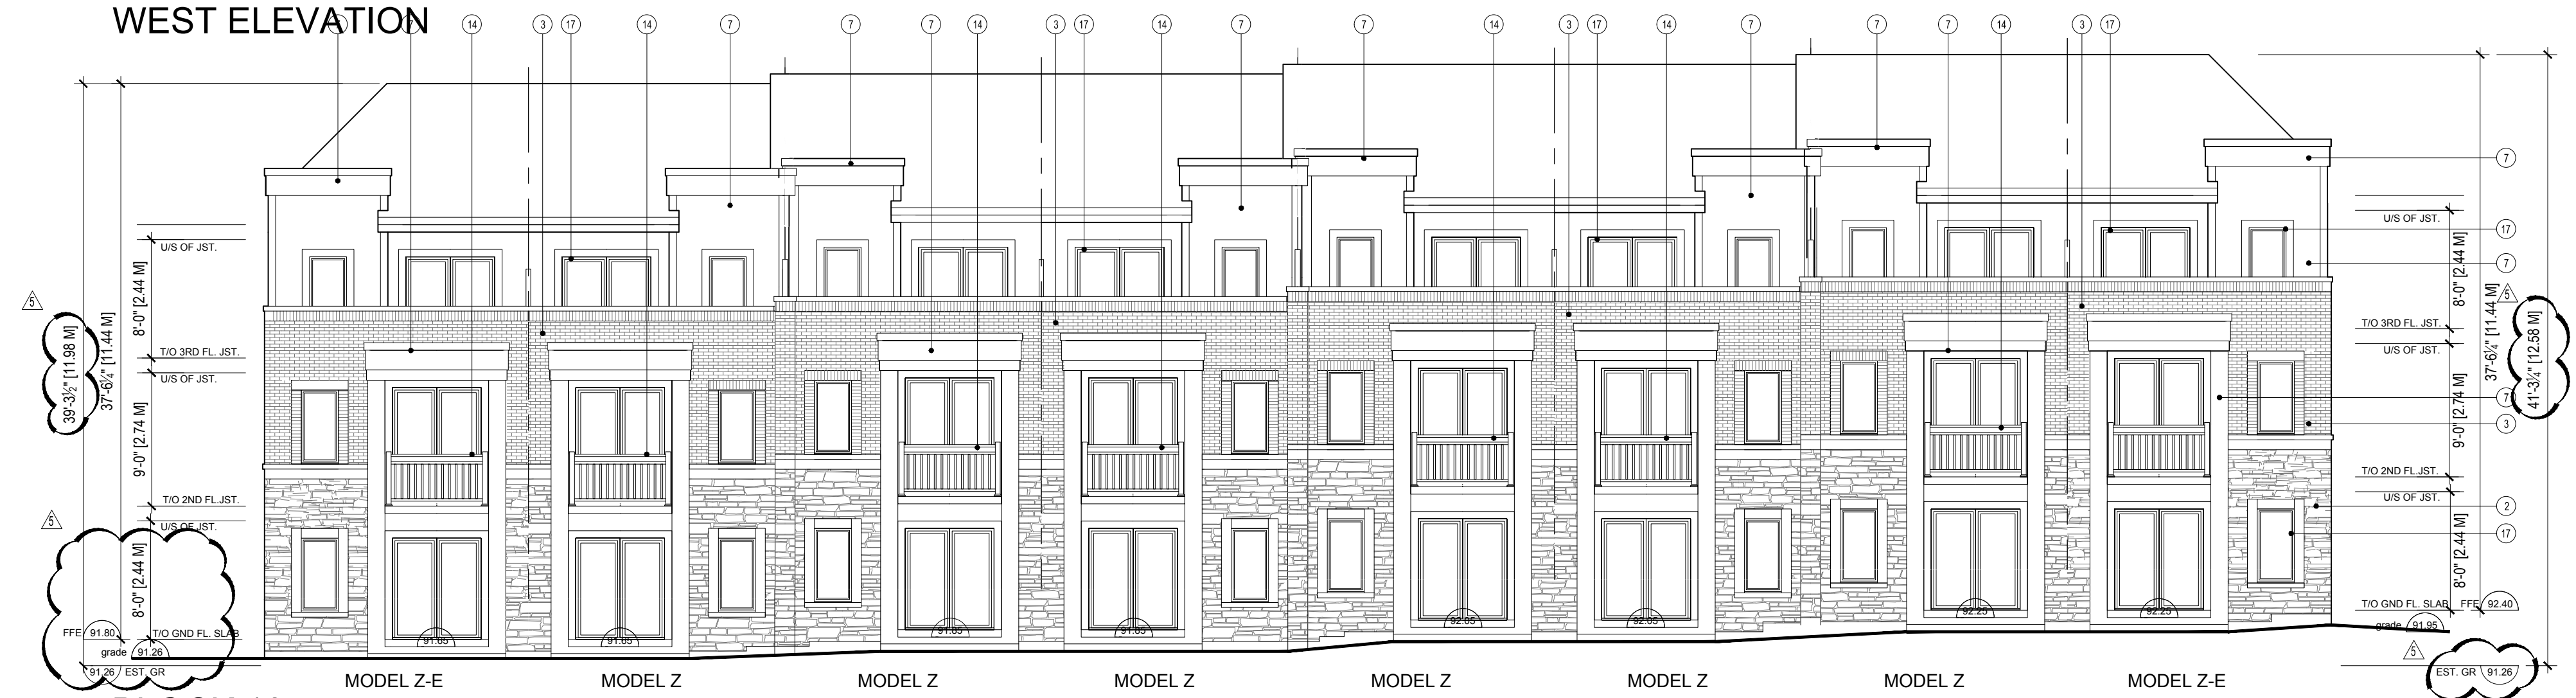 WEST ELEVATION
7 14 3 17 14 7 7 7 14 3 17 14 7 7 14 3 17 14 7 7 7 14 3 17
7
U/S OF JST.
U/S OF JST.
17
8'-0" [2.44 M]
8'-0" [2.44 M]
7
5
5
39'-3½" [11.98 M]
37'-6¼" [11.44 M]
37'-6¼" [11.44 M]
41'-3¼" [12.58 M]
T/O 3RD FL. JST.
T/O 3RD FL. JST.
U/S OF JST.
U/S OF JST.
7
3
9'-0" [2.74 M]
9'-0" [2.74 M]
T/O 2ND FL.JST.
T/O 2ND FL.JST.
U/S OF JST.
U/S OF JST.
5
2
17
8'-0" [2.44 M]
8'-0" [2.44 M]
FFE 91.80 T/O GND FL. SLAB
T/O GND FL. SLAB FFE 92.40
91.65 91.65 91.85 91.85 92.05 92.05 92.25 92.25
grade 91.26
grade 91.95
5
91.26 EST. GR
EST. GR 91.26
MODEL Z-E MODEL Z MODEL Z MODEL Z MODEL Z MODEL Z MODEL Z MODEL Z-E